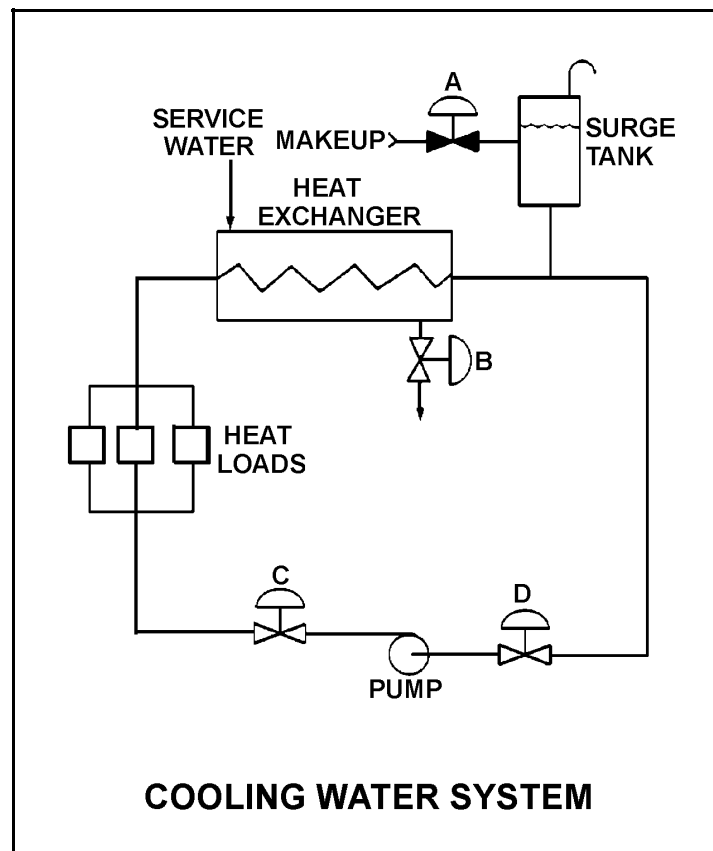 A
SERVICE
WATER
MAKEUP
SURGE
TANK
HEAT
EXCHANGER
B
HEAT
LOADS
C
D
PUMP
COOLING WATER SYSTEM